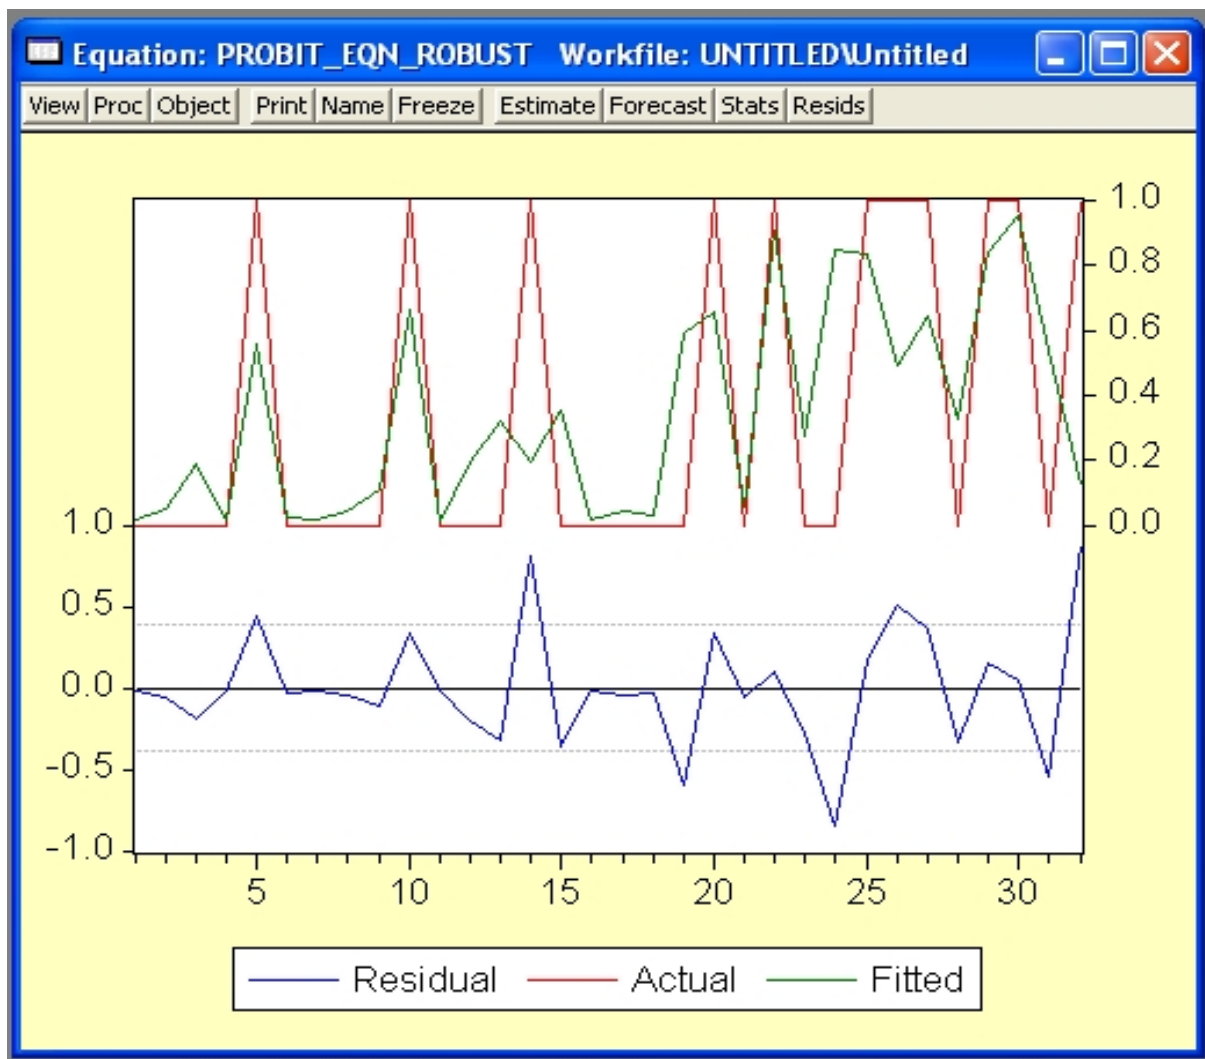 Equation: PROBIT_EQN_ROBUST Workfile: UNTITLED\Untitled
View Proc Object Print Name Freeze Estimate Forecast Stats Resids
1.0
0.8
0.6
0.4
0.2
0.0
1.0
0.5
0.0
-0.5
-1.0
5 10 15 20 25 30
Residual Actual Fitted